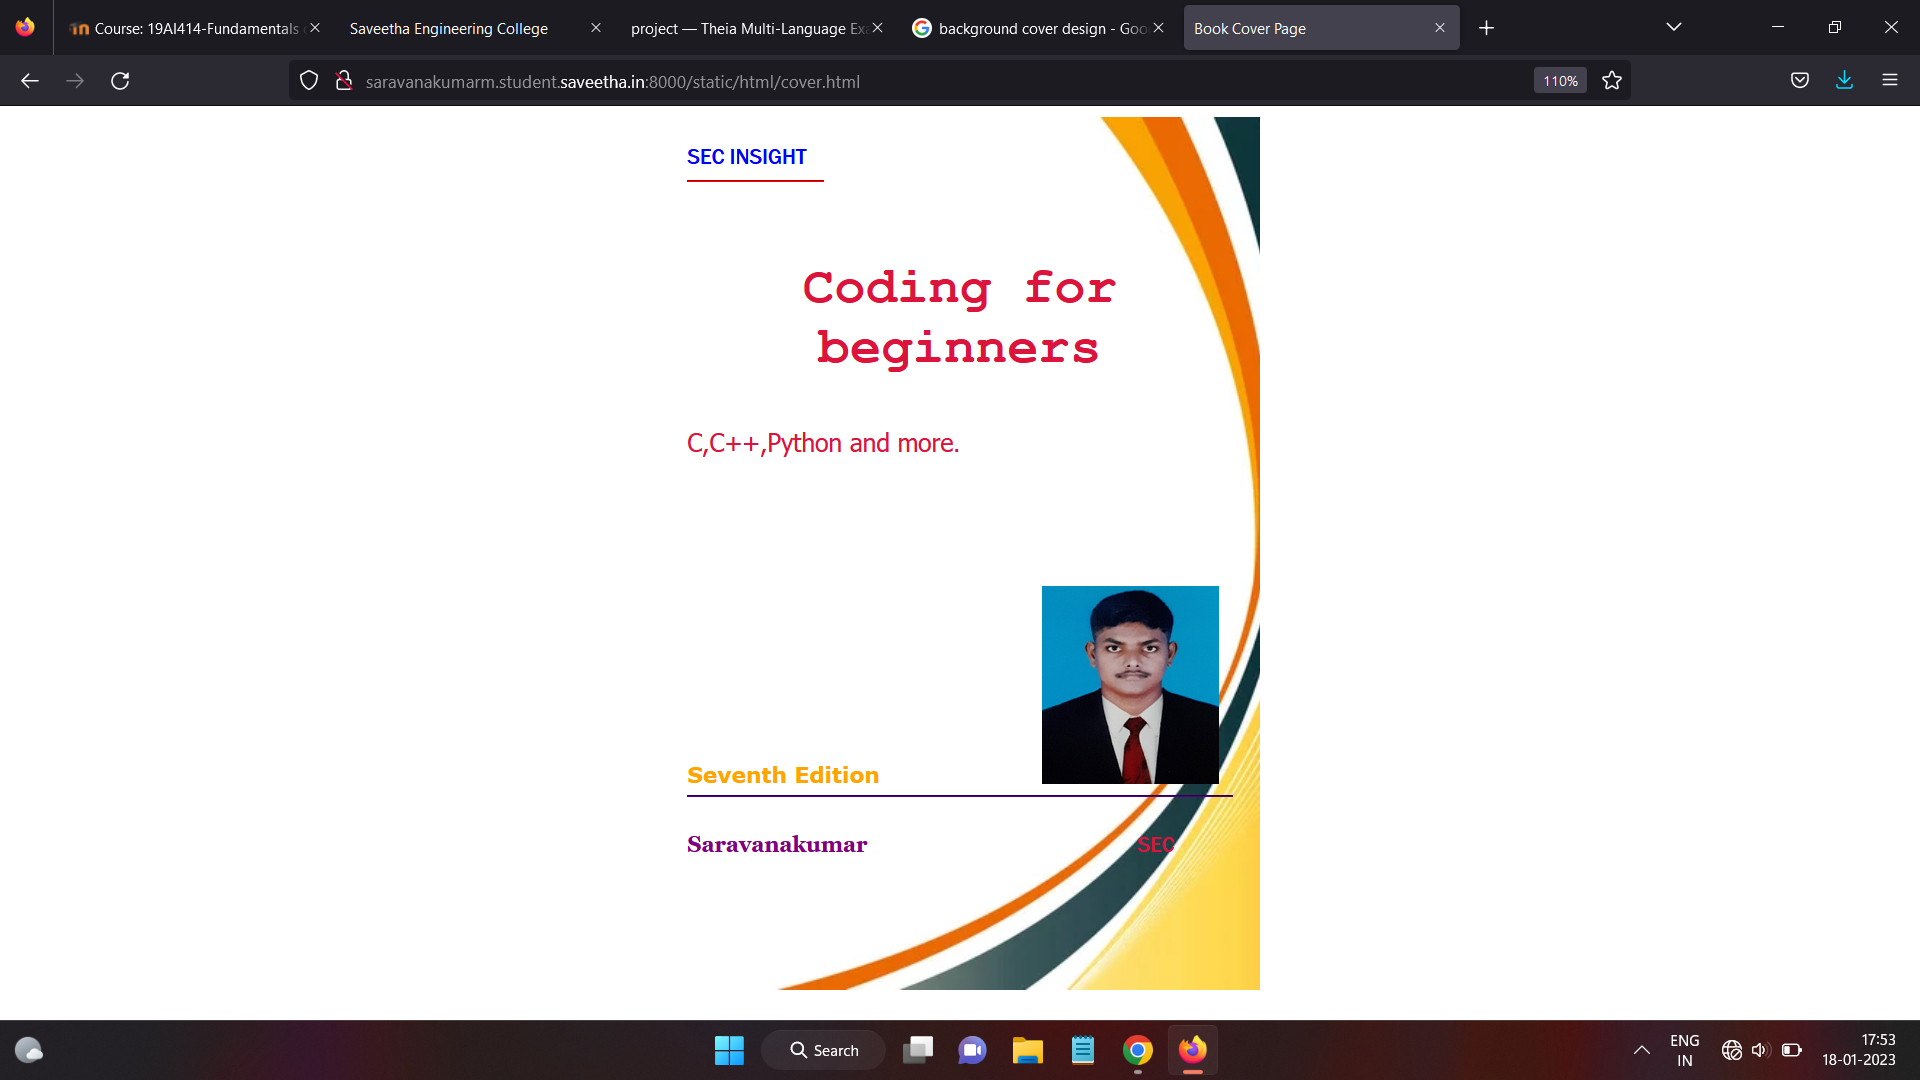 Course: 19AI414-Fundamentals
Saveetha Engineering College
project — Theia Multi-Language Exa
background cover design - Goo
Book Cover Page
saravanakumarm.student.saveetha.in:8000/static/html/cover.html
110%
SEC INSIGHT
Coding for
beginners
C,C++,Python and more.
Seventh Edition
Saravanakumar SEC
Search
ENG
IN
17:53
18-01-2023